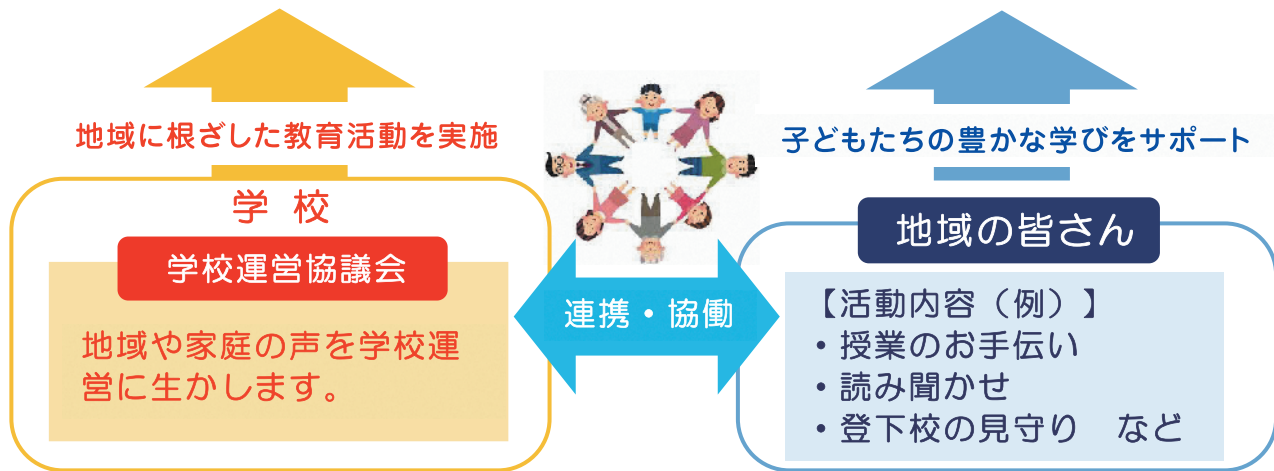 地域に根ざした教育活動を実施
学校
学校運営協議会
地域や家庭の声を学校運
営に生かします。
連携・協働
子どもたちの豊かな学びをサポート
地域の皆さん
【活動内容（例）】
・授業のお手伝い
・読み聞かせ
・登下校の見守り　など